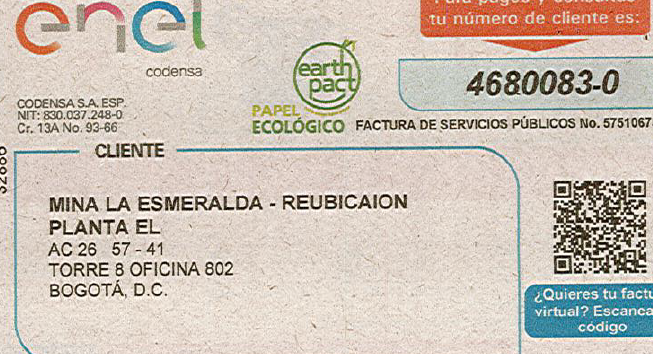 Para pagos y consultas
tu número de cliente es:
enel
codensa
4680083-0
earth
pact
PAPEL
ECOLÓGICO
CODENSA S.A. ESP.
NIT: 830.037.248-0
Cr. 13A No. 93-66
FACTURA DE SERVICIOS PÚBLICOS No. 5751067
CLIENTE
MINA LA ESMERALDA - REUBICAION
PLANTA EL
AC 26 57 - 41
TORRE 8 OFICINA 802
BOGOTÁ, D.C.
¿Quieres tu factu
virtual? Escanea
código